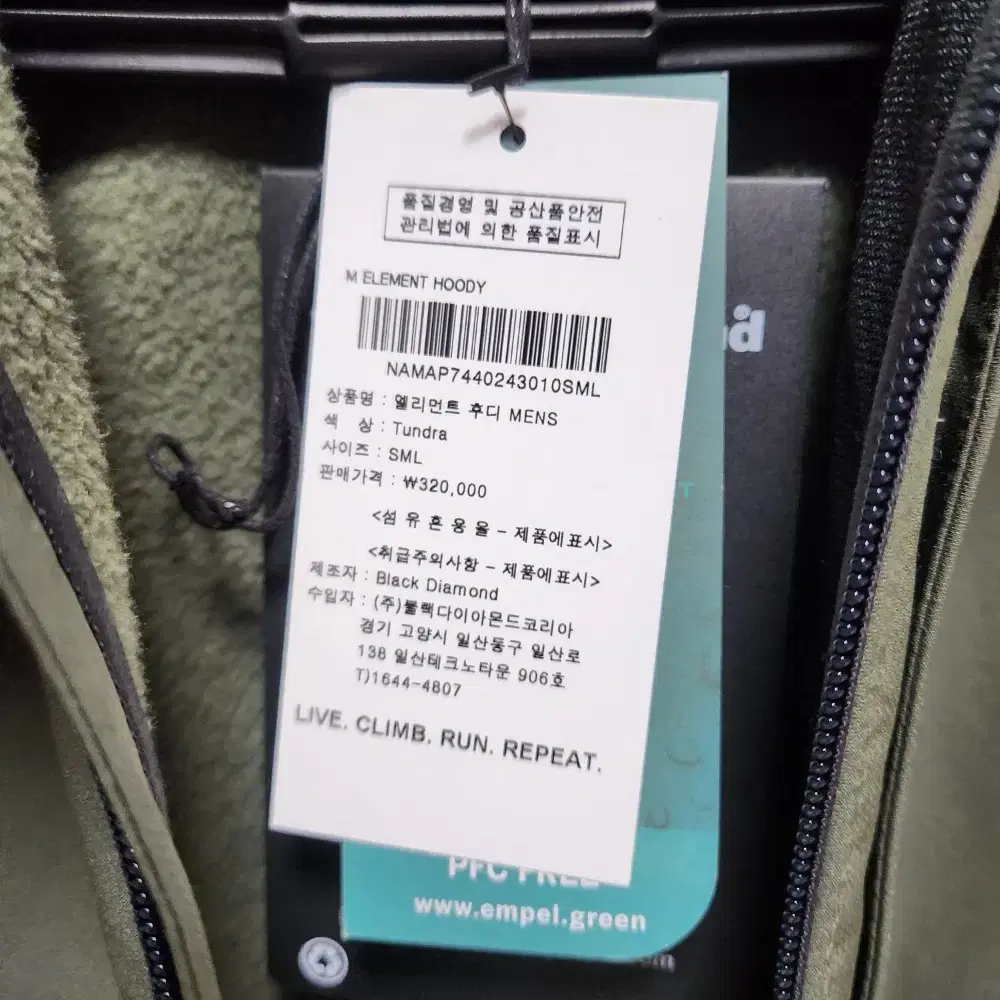 품질경영 및 공산품안전
관리법에 의한 품질표시
M ELEMENT HOODY
NAMAP7440243010SML
상품명 : 엘리먼트 후디 MENS
색 상 : Tundra
사이즈 : SML
판매가격 : ₩320,000
<섬 유 혼 용 율 - 제품에표시>
<취급주의사항 - 제품에표시>
제조자 : Black Diamond
수입자 : (주)블랙다이아몬드코리아
경기 고양시 일산동구 일산로
138 일산테크노타운 906호
T)1644-4807
LIVE. CLIMB. RUN. REPEAT.
PFC FREE
www.empel.green